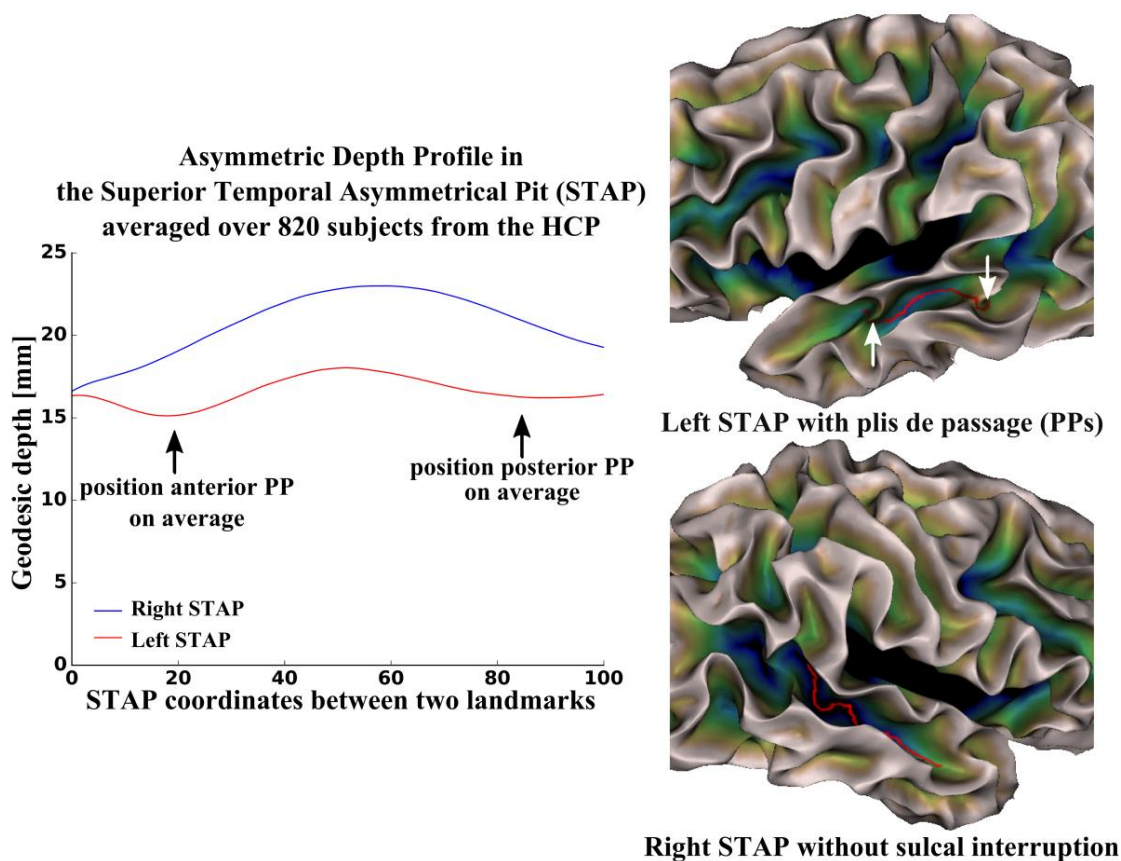 Asymmetric Depth Profile in
the Superior Temporal Asymmetrical Pit (STAP)
averaged over 820 subjects from the HCP
25
20
15
10
5
0
Geodesic depth [mm]
position anterior PP
on average
position posterior PP
on average
Right STAP
Left STAP
0 20 40 60 80 100
STAP coordinates between two landmarks
Left STAP with plis de passage (PPs)
Right STAP without sulcal interruption